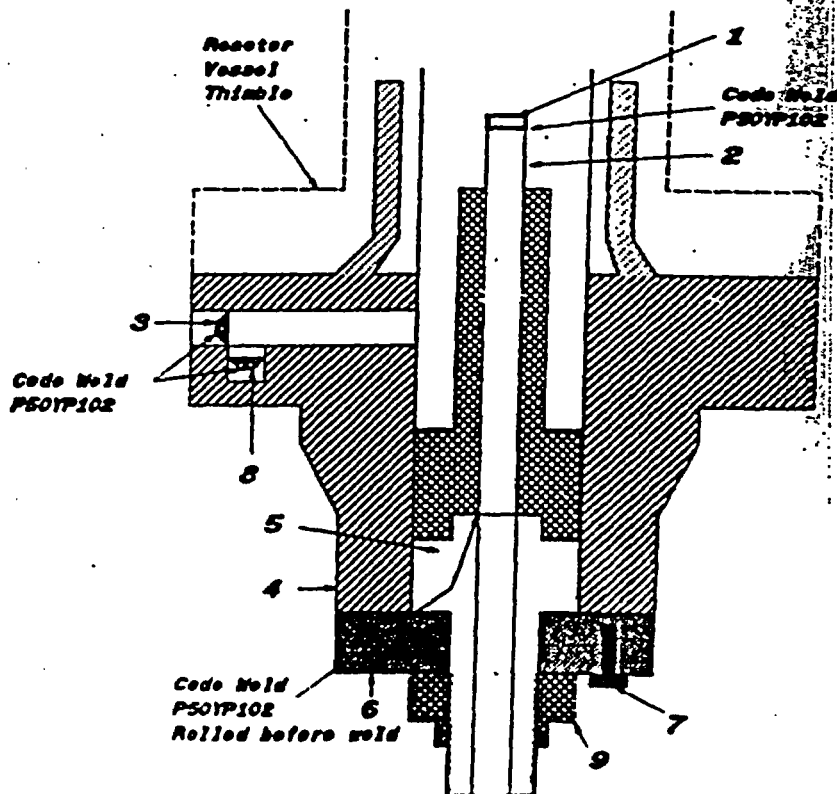 Reactor
Vessel
Thimble
1
Code Weld
P50YP102
2
3
Code Weld
P50YP102
8
5
4
Code Weld
P50YP102
Rolled before weld
6
7
9